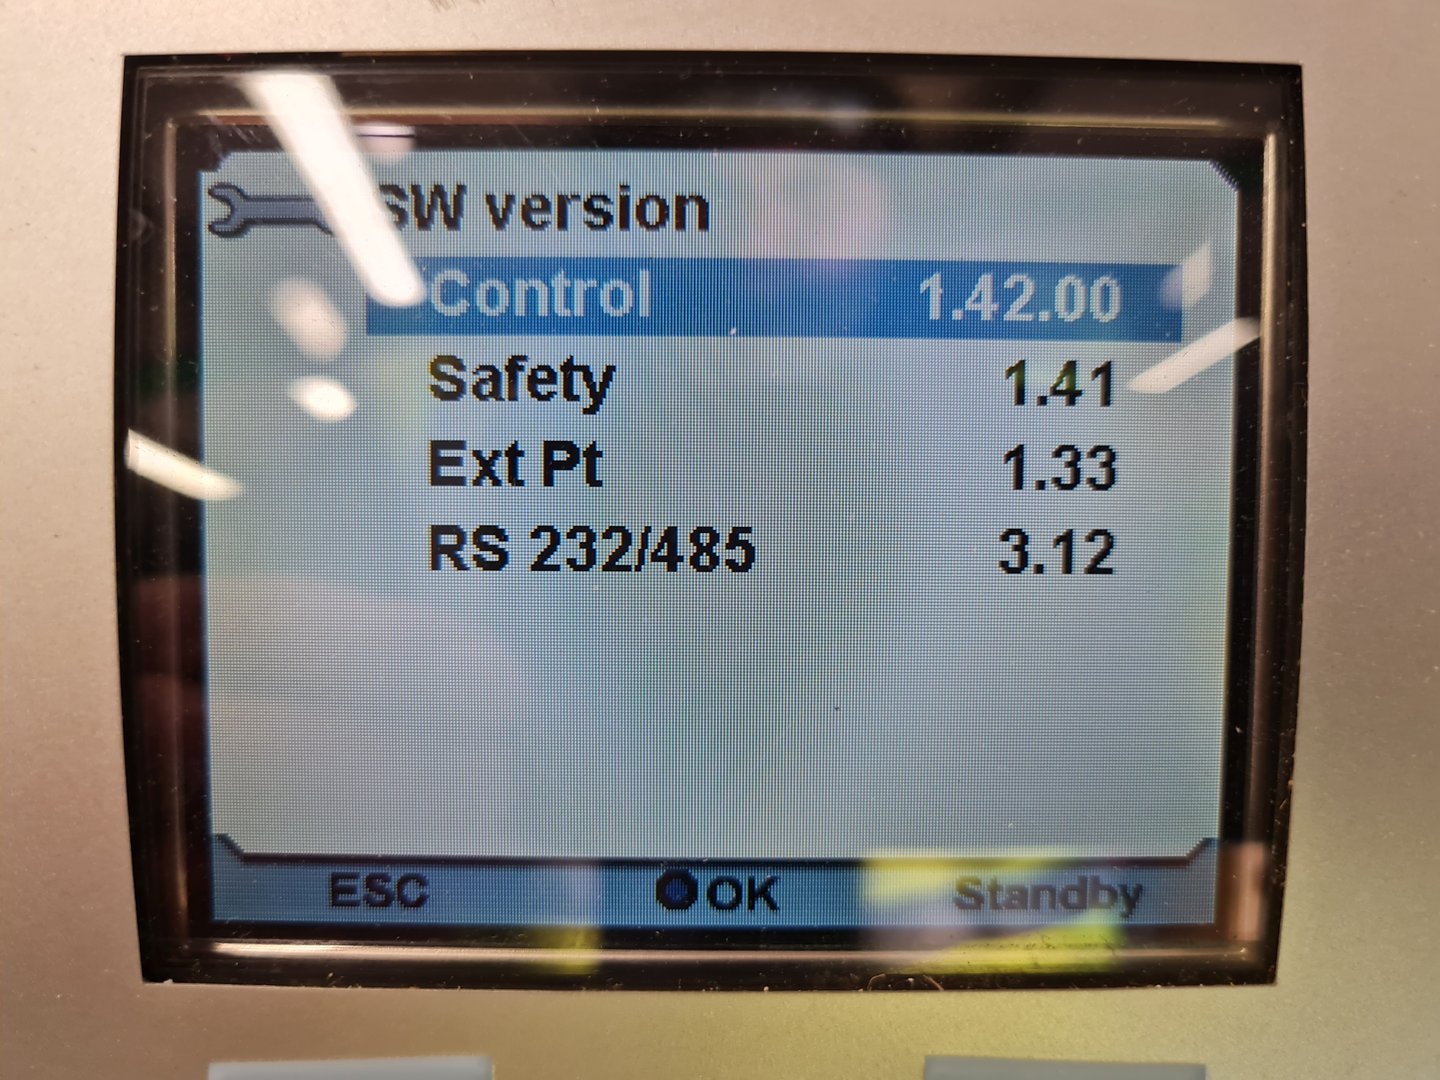 SW version
Control 1.42.00
Safety 1.41
Ext Pt 1.33
RS 232/485 3.12
ESC OK Standby